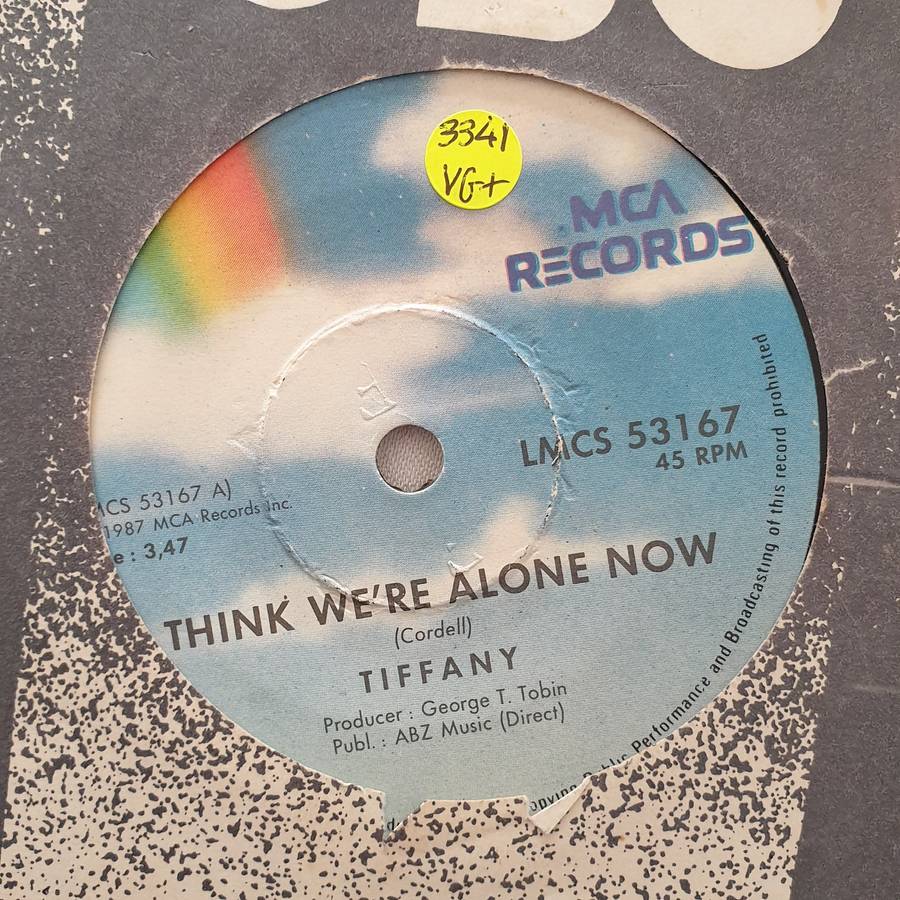 3341
VG+
MCA
RECORDS
LMCS 53167
45 RPM
MCS 53167 A)
1987 MCA Records Inc.
e : 3,47
THINK WE'RE ALONE NOW
(Cordell)
TIFFANY
Producer : George T. Tobin
Publ. : ABZ Music (Direct)
Public Performance and Broadcasting of this record prohibited